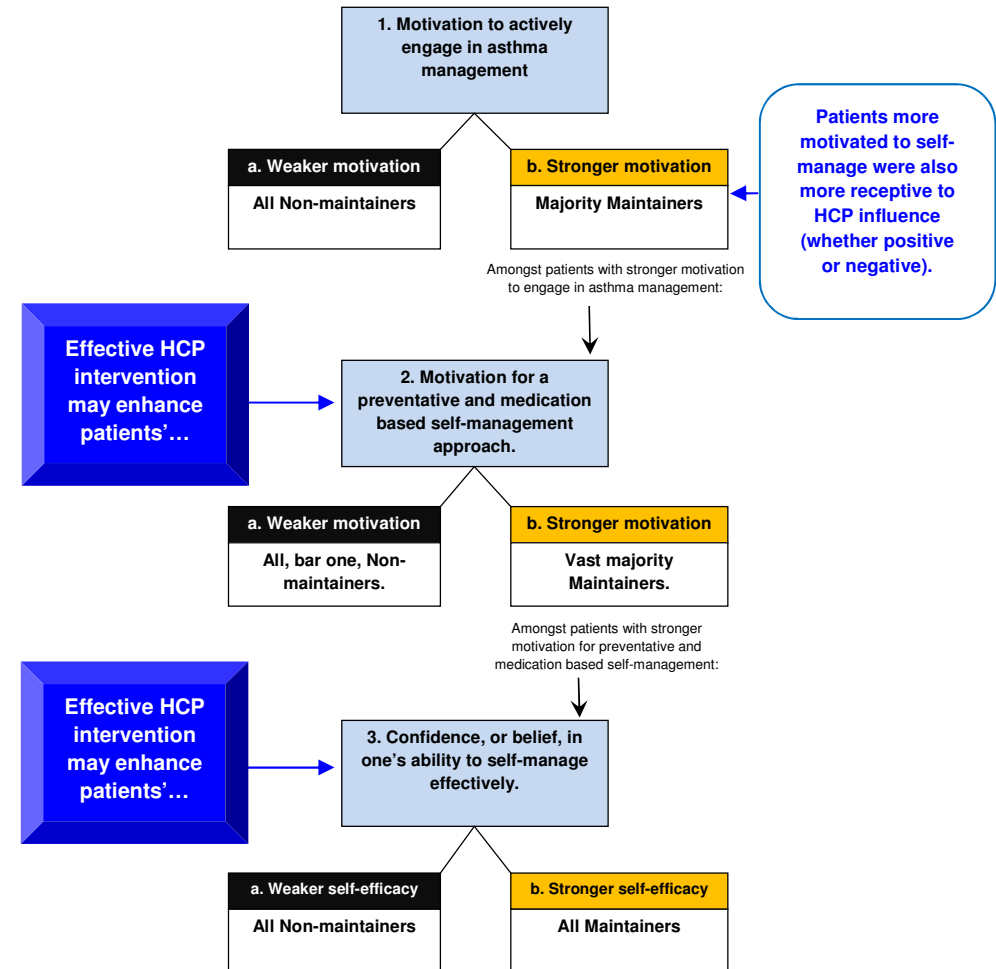 1. Motivation to actively
engage in asthma
management
a. Weaker motivation
All Non-maintainers
b. Stronger motivation
Majority Maintainers
Patients more
motivated to self-
manage were also
more receptive to
HCP influence
(whether positive
or negative).
Amongst patients with stronger motivation
to engage in asthma management:
Effective HCP
intervention
may enhance
patients’…
2. Motivation for a
preventative and medication
based self-management
approach.
a. Weaker motivation
All, bar one, Non-
maintainers.
b. Stronger motivation
Vast majority
Maintainers.
Amongst patients with stronger
motivation for preventative and
medication based self-management:
Effective HCP
intervention
may enhance
patients’…
3. Confidence, or belief, in
one’s ability to self-manage
effectively.
a. Weaker self-efficacy
All Non-maintainers
b. Stronger self-efficacy
All Maintainers